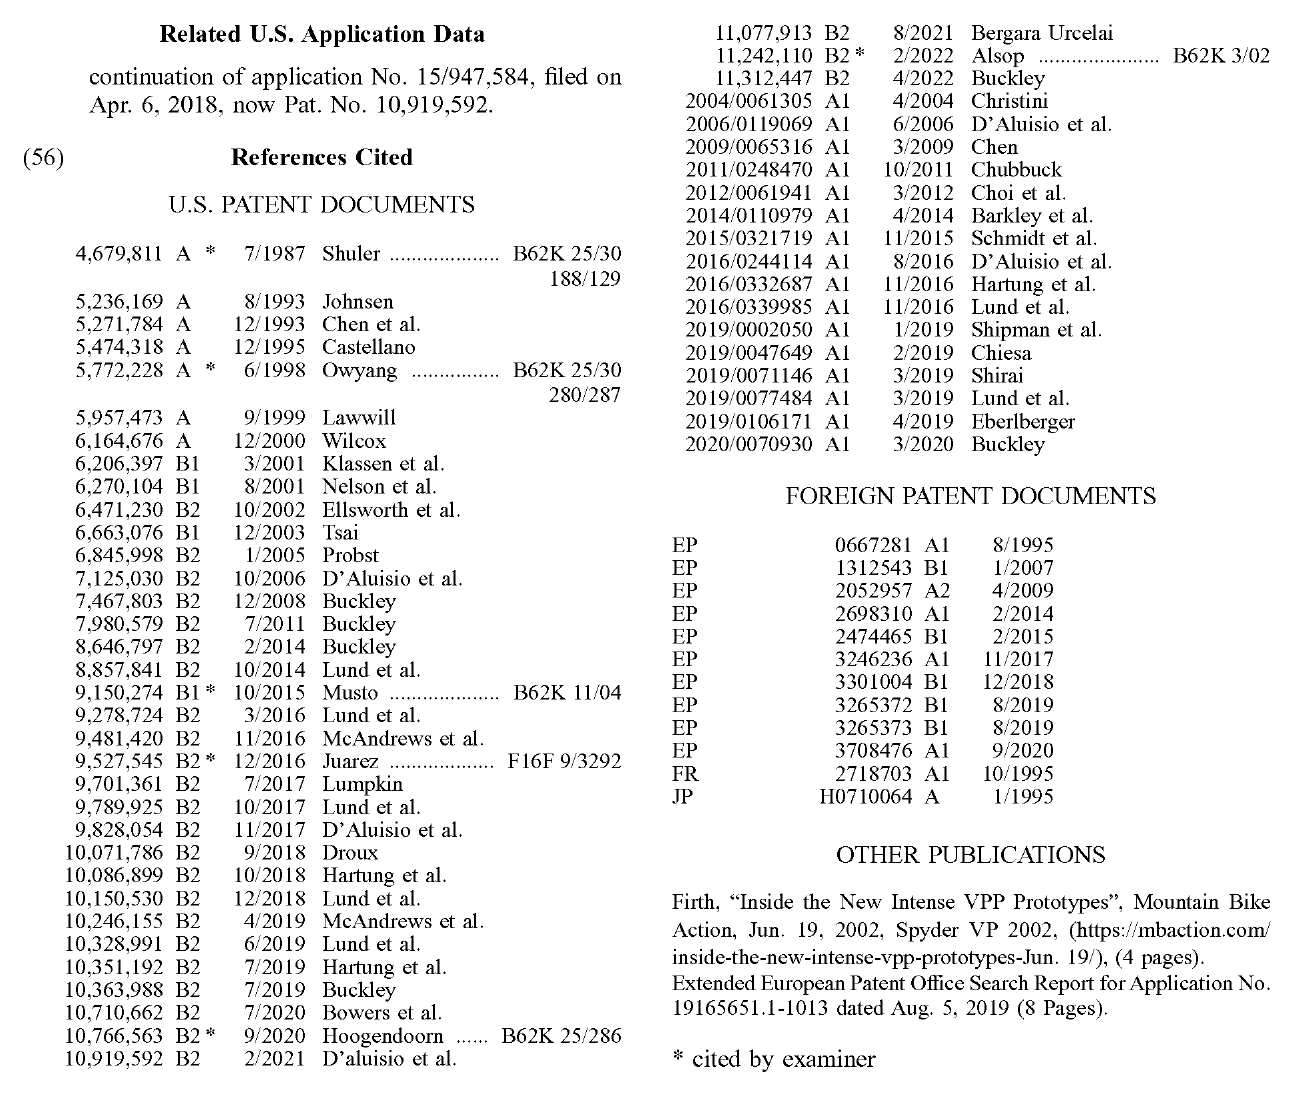 Related U.S. Application Data
continuation of application No. 15/947,584, filed on
Apr. 6, 2018, now Pat. No. 10,919,592.
(56) References Cited
U.S. PATENT DOCUMENTS
4,679,811 A * 7/1987 Shuler .................... B62K 25/30
188/129
5,236,169 A 8/1993 Johnsen
5,271,784 A 12/1993 Chen et al.
5,474,318 A 12/1995 Castellano
5,772,228 A * 6/1998 Owyang ................ B62K 25/30
280/287
5,957,473 A 9/1999 Lawwill
6,164,676 A 12/2000 Wilcox
6,206,397 B1 3/2001 Klassen et al.
6,270,104 B1 8/2001 Nelson et al.
6,471,230 B2 10/2002 Ellsworth et al.
6,663,076 B1 12/2003 Tsai
6,845,998 B2 1/2005 Probst
7,125,030 B2 10/2006 D'Aluisio et al.
7,467,803 B2 12/2008 Buckley
7,980,579 B2 7/2011 Buckley
8,646,797 B2 2/2014 Buckley
8,857,841 B2 10/2014 Lund et al.
9,150,274 B1 * 10/2015 Musto .................... B62K 11/04
9,278,724 B2 3/2016 Lund et al.
9,481,420 B2 11/2016 McAndrews et al.
9,527,545 B2 * 12/2016 Juarez ................... F16F 9/3292
9,701,361 B2 7/2017 Lumpkin
9,789,925 B2 10/2017 Lund et al.
9,828,054 B2 11/2017 D'Aluisio et al.
10,071,786 B2 9/2018 Droux
10,086,899 B2 10/2018 Hartung et al.
10,150,530 B2 12/2018 Lund et al.
10,246,155 B2 4/2019 McAndrews et al.
10,328,991 B2 6/2019 Lund et al.
10,351,192 B2 7/2019 Hartung et al.
10,363,988 B2 7/2019 Buckley
10,710,662 B2 7/2020 Bowers et al.
10,766,563 B2 * 9/2020 Hoogendoorn ...... B62K 25/286
10,919,592 B2 2/2021 D'aluisio et al.
11,077,913 B2 8/2021 Bergara Urcelai
11,242,110 B2 * 2/2022 Alsop ...................... B62K 3/02
11,312,447 B2 4/2022 Buckley
2004/0061305 A1 4/2004 Christini
2006/0119069 A1 6/2006 D'Aluisio et al.
2009/0065316 A1 3/2009 Chen
2011/0248470 A1 10/2011 Chubbuck
2012/0061941 A1 3/2012 Choi et al.
2014/0110979 A1 4/2014 Barkley et al.
2015/0321719 A1 11/2015 Schmidt et al.
2016/0244114 A1 8/2016 D'Aluisio et al.
2016/0332687 A1 11/2016 Hartung et al.
2016/0339985 A1 11/2016 Lund et al.
2019/0002050 A1 1/2019 Shipman et al.
2019/0047649 A1 2/2019 Chiesa
2019/0071146 A1 3/2019 Shirai
2019/0077484 A1 3/2019 Lund et al.
2019/0106171 A1 4/2019 Eberlberger
2020/0070930 A1 3/2020 Buckley
FOREIGN PATENT DOCUMENTS
EP 0667281 A1 8/1995
EP 1312543 B1 1/2007
EP 2052957 A2 4/2009
EP 2698310 A1 2/2014
EP 2474465 B1 2/2015
EP 3246236 A1 11/2017
EP 3301004 B1 12/2018
EP 3265372 B1 8/2019
EP 3265373 B1 8/2019
EP 3708476 A1 9/2020
FR 2718703 A1 10/1995
JP H0710064 A 1/1995
OTHER PUBLICATIONS
Firth, “Inside the New Intense VPP Prototypes”, Mountain Bike
Action, Jun. 19, 2002, Spyder VP 2002, (https://mbaction.com/
inside-the-new-intense-vpp-prototypes-Jun. 19/), (4 pages).
Extended European Patent Office Search Report for Application No.
19165651.1-1013 dated Aug. 5, 2019 (8 Pages).
* cited by examiner